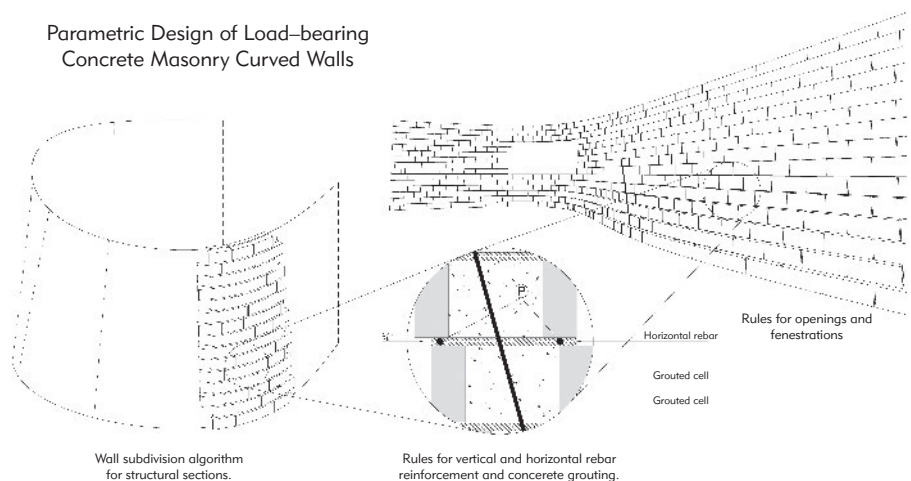 Parametric Design of Load–bearing
Concrete Masonry Curved Walls
P
Horizontal rebar
Grouted cell
Grouted cell
Rules for openings and
fenestrations
Wall subdivision algorithm
for structural sections.
Rules for vertical and horizontal rebar
reinforcement and concerete grouting.